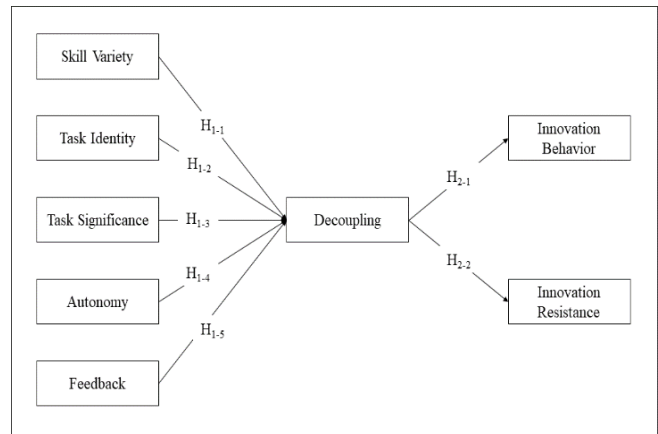 Skill Variety
Task Identity
Task Significance
Autonomy
Feedback
H1-1
H1-2
H1-3
H1-4
H1-5
Decoupling
H2-1
H2-2
Innovation
Behavior
Innovation
Resistance